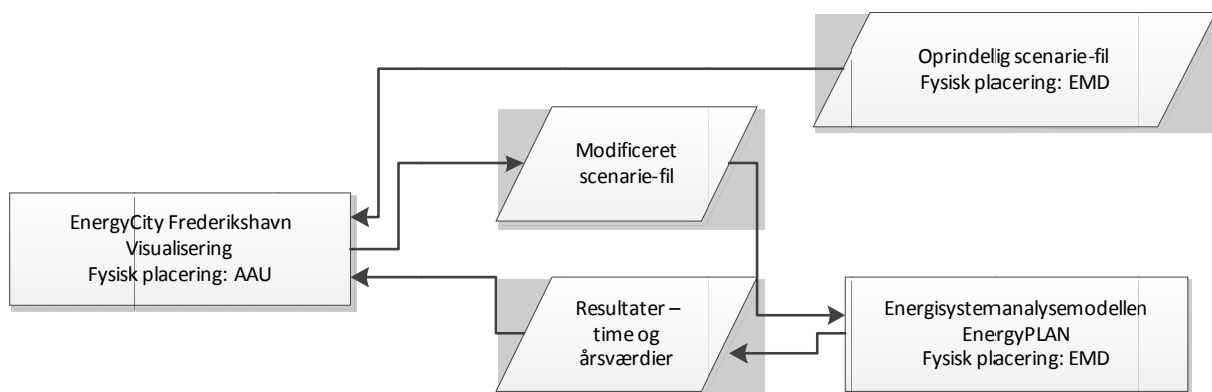 Oprindelig scenarie-fil
Fysisk placering: EMD
Modificeret
scenarie-fil
EnergyCity Frederikshavn
Visualisering
Fysisk placering: AAU
Resultater –
time og
årsværdier
Energisystemanalysemodellen
EnergyPLAN
Fysisk placering: EMD